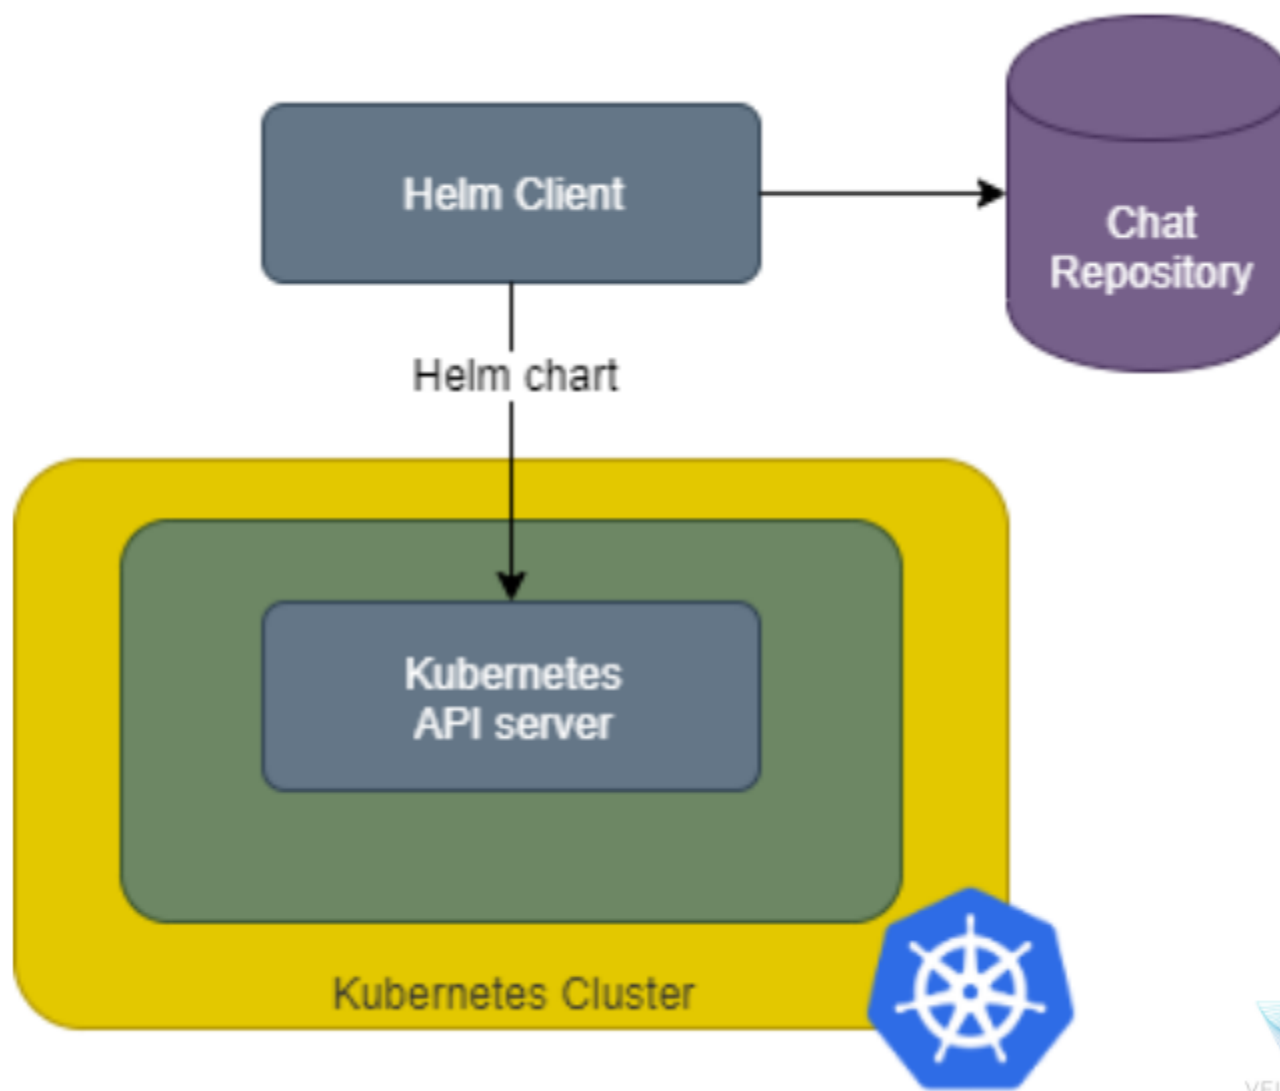 Helm Client
Chat
Repository
Helm chart
Kubernetes
API server
Kubernetes Cluster